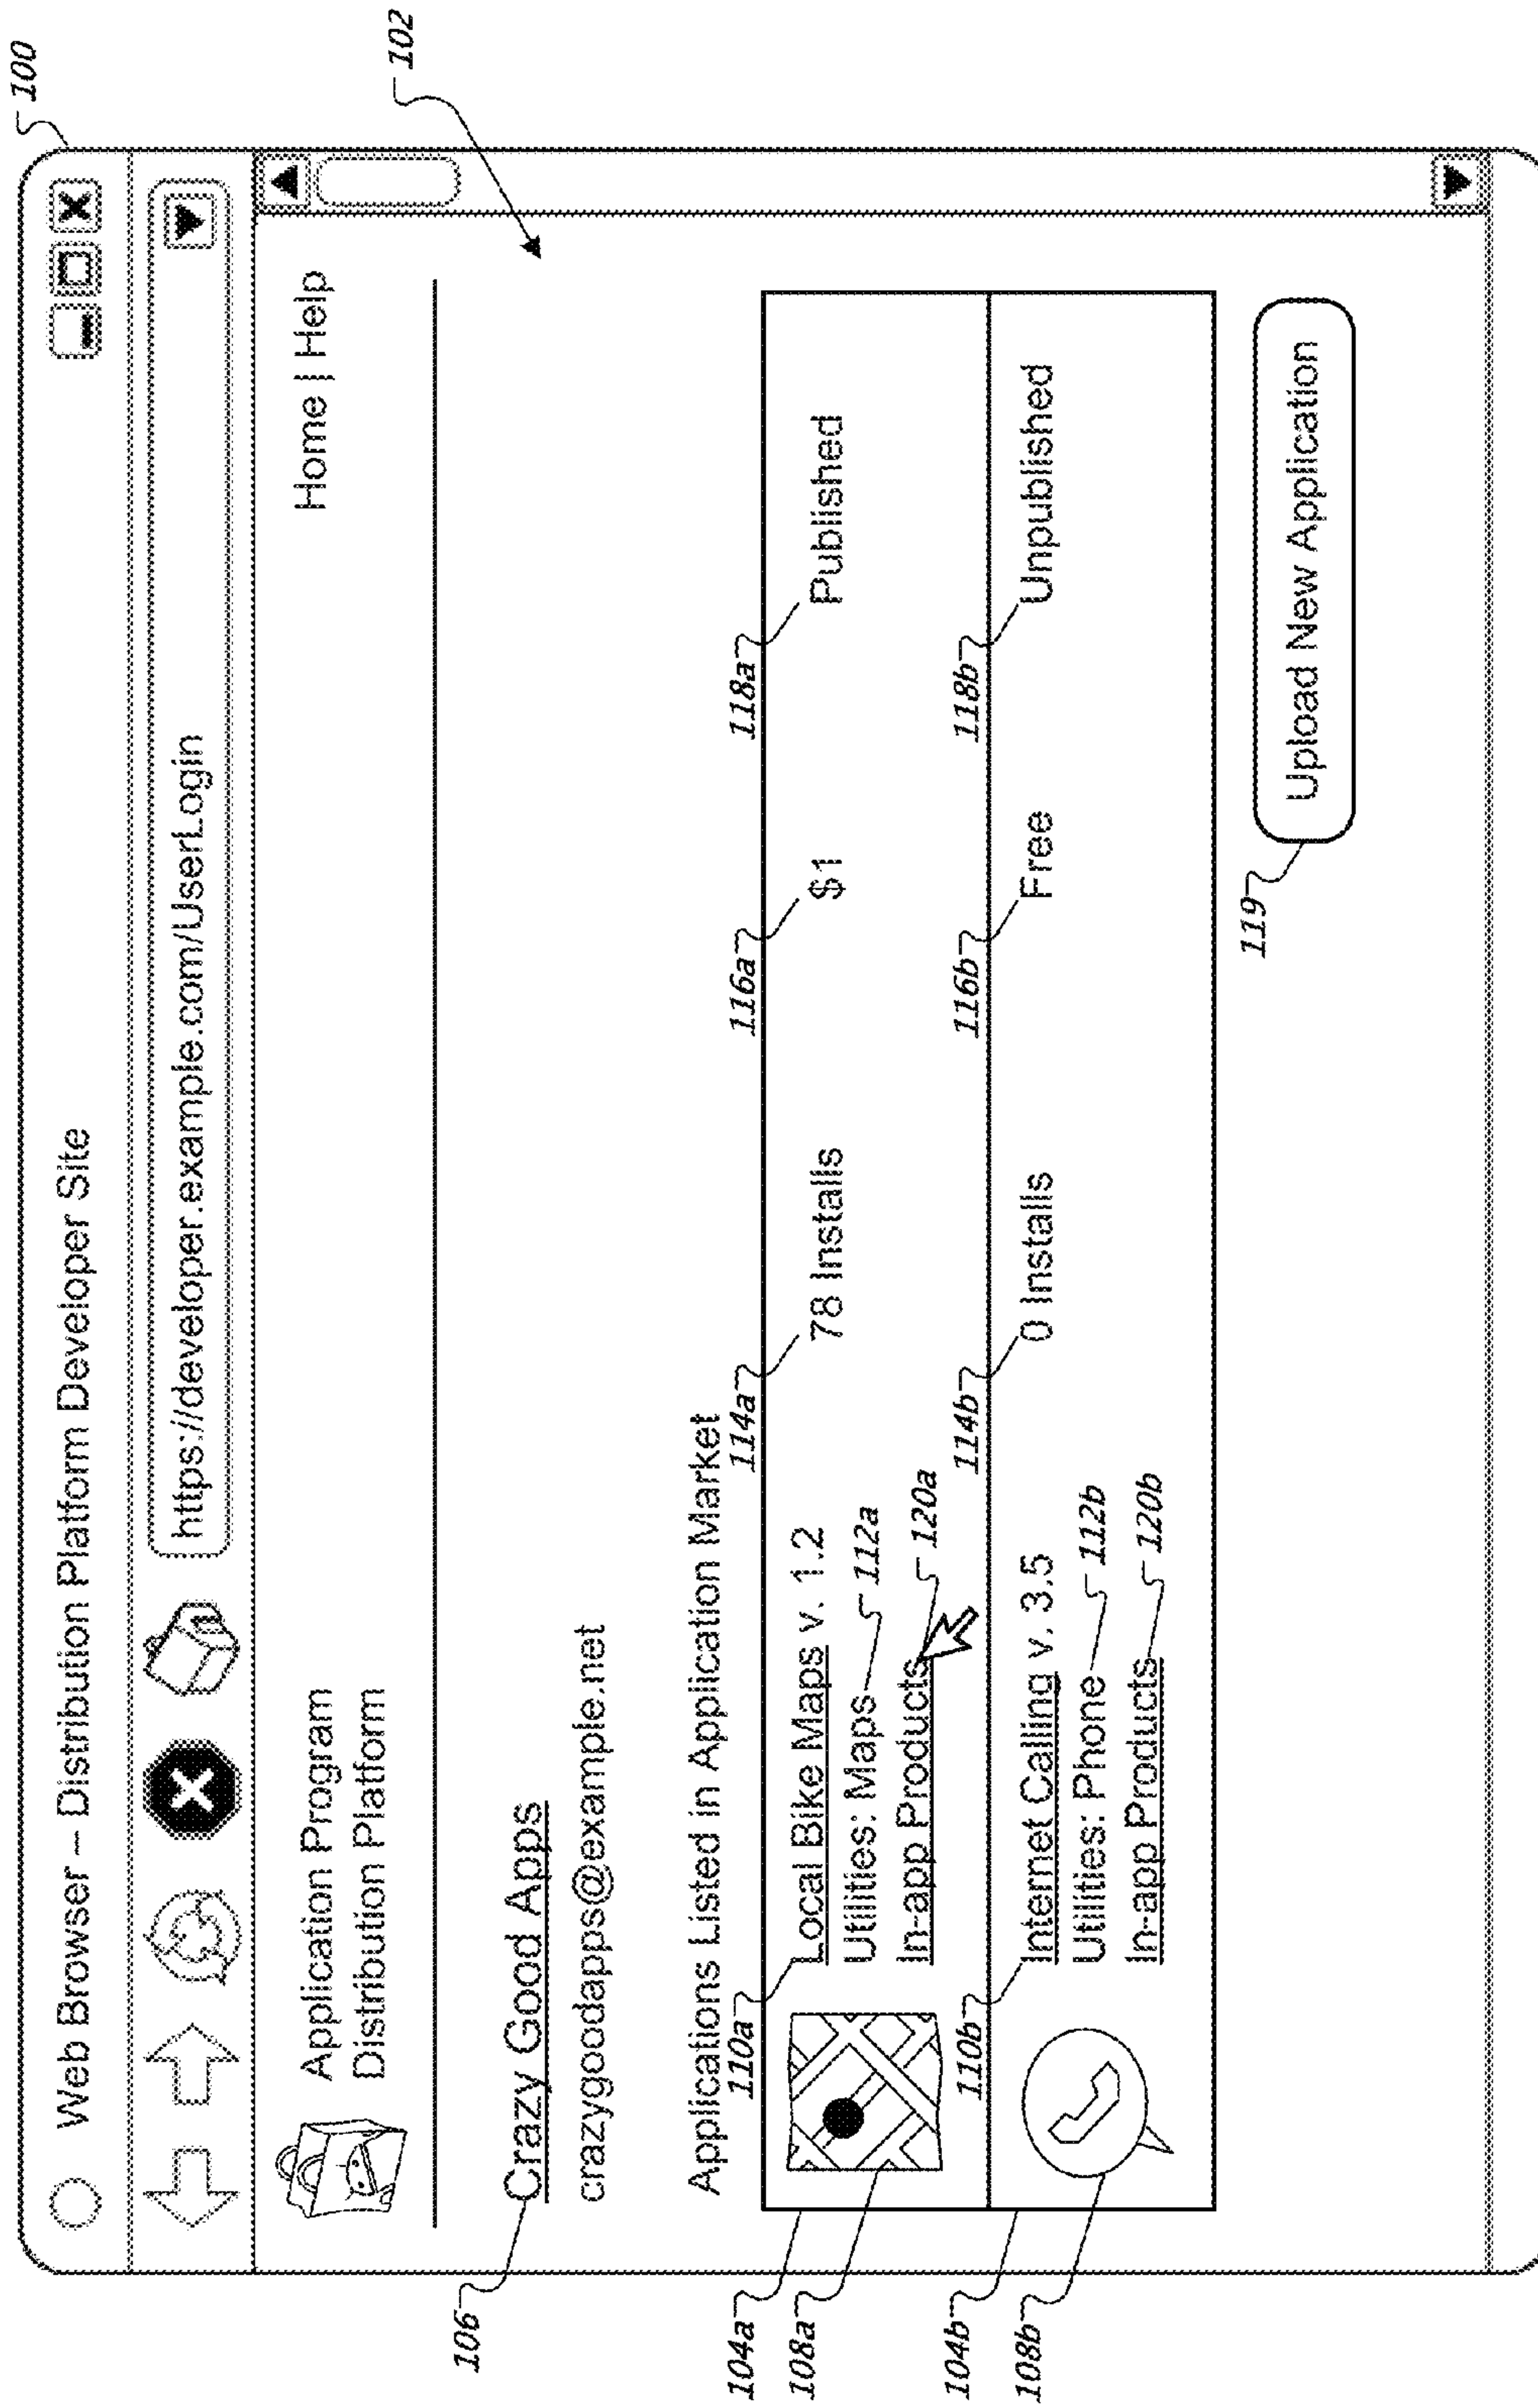 100
Web Browser – Distribution Platform Developer Site
https://developer.example.com/UserLogin
102
Application Program
Distribution Platform
Home | Help
106
Crazy Good Apps
crazygoodapps@example.net
Applications Listed in Application Market
104a
108a
110a
114a
116a
118a
Local Bike Maps v. 1.2
78 Installs
$1
Published
Utilities: Maps
112a
In-app Products
120a
104b
108b
110b
114b
116b
118b
Internet Calling v. 3.5
0 Installs
Free
Unpublished
Utilities: Phone
112b
In-app Products
120b
119
Upload New Application